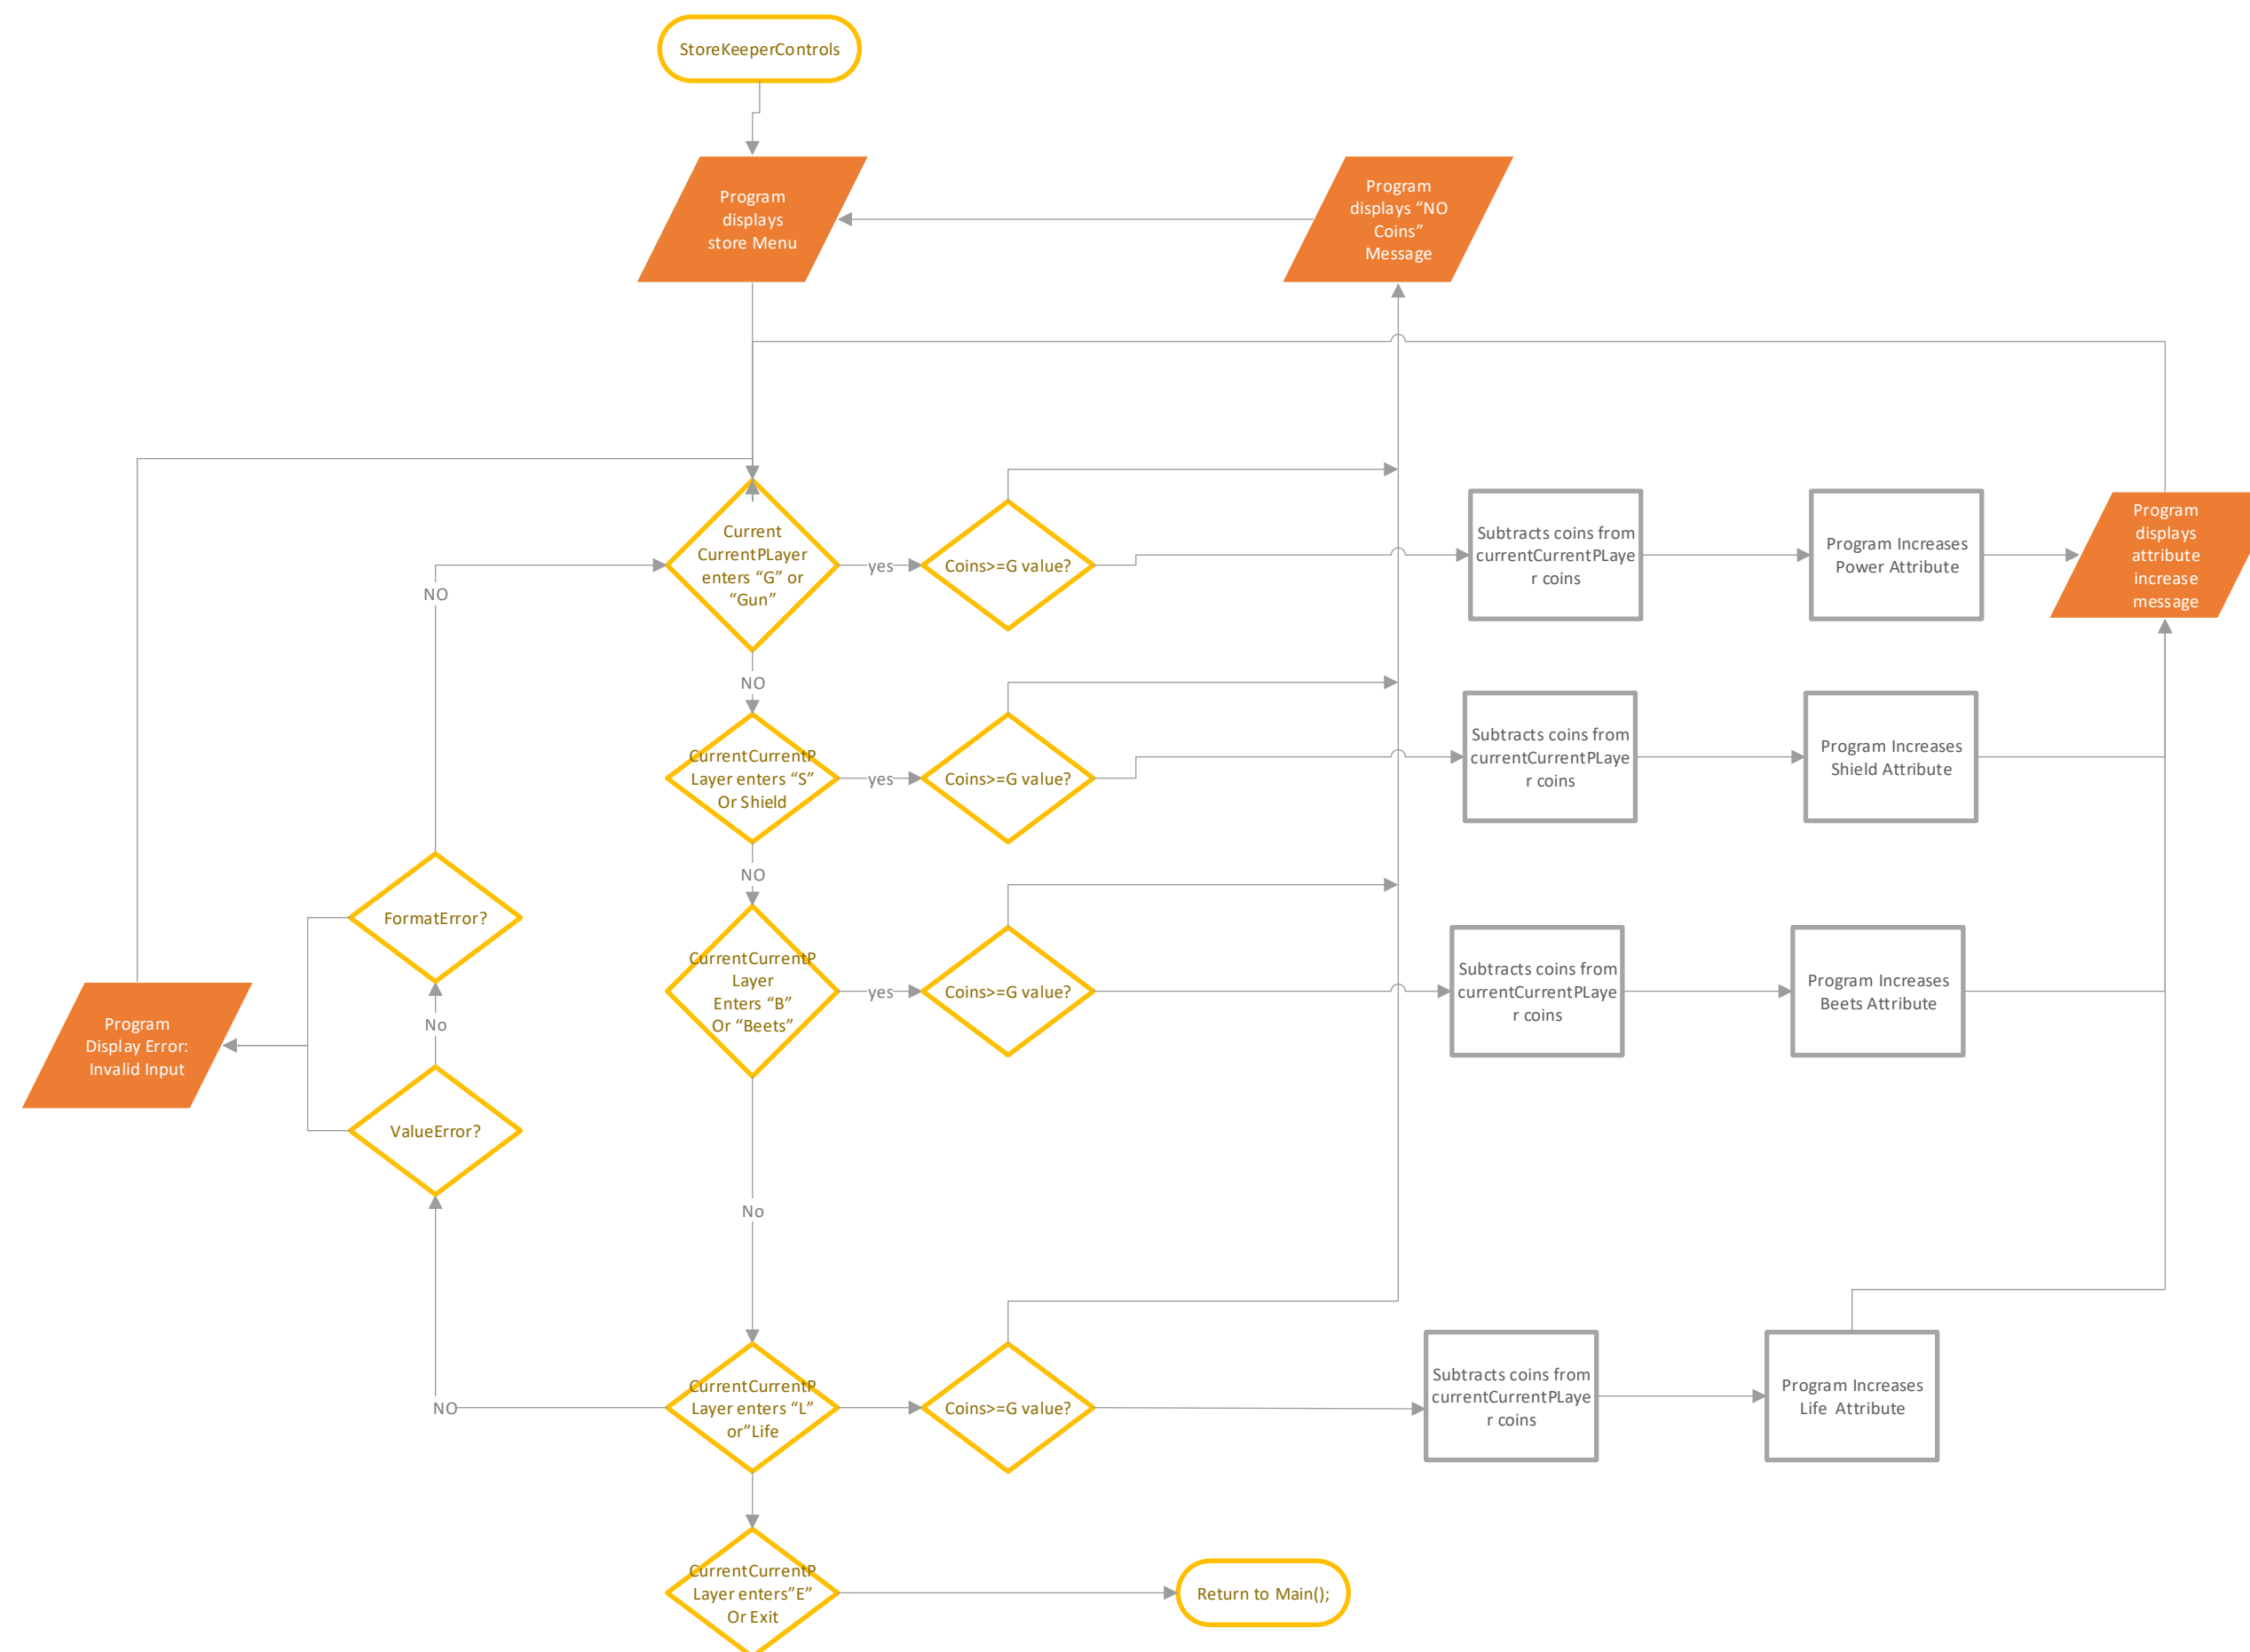 StoreKeeperControls
Program
displays
store Menu
Program
displays “NO
Coins”
Message
Current
CurrentPLayer
enters “G” or
“Gun”
yes
Coins>=G value?
Subtracts coins from
currentCurrentPLaye
r coins
Program Increases
Power Attribute
Program
displays
attribute
increase
message
NO
NO
CurrentCurrentP
Layer enters “S”
Or Shield
yes
Coins>=G value?
Subtracts coins from
currentCurrentPLaye
r coins
Program Increases
Shield Attribute
NO
FormatError?
CurrentCurrentP
Layer
Enters “B”
Or “Beets”
yes
Coins>=G value?
Subtracts coins from
currentCurrentPLaye
r coins
Program Increases
Beets Attribute
Program
Display Error:
Invalid Input
No
ValueError?
No
NO
CurrentCurrentP
Layer enters “L”
or”Life
Coins>=G value?
Subtracts coins from
currentCurrentPLaye
r coins
Program Increases
Life Attribute
CurrentCurrentP
Layer enters”E”
Or Exit
Return to Main();